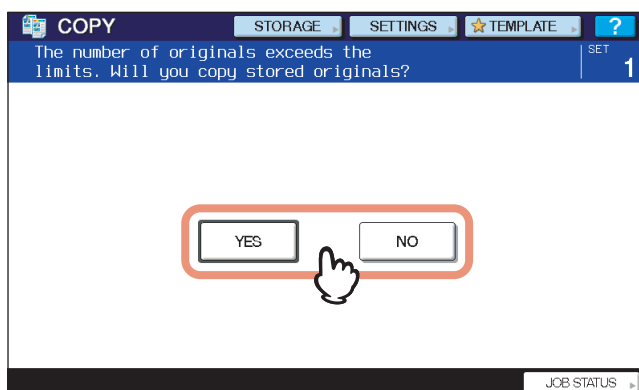 COPY STORAGE SETTINGS TEMPLATE ?
The number of originals exceeds the
limits. Will you copy stored originals?
SET
1
YES NO
JOB STATUS